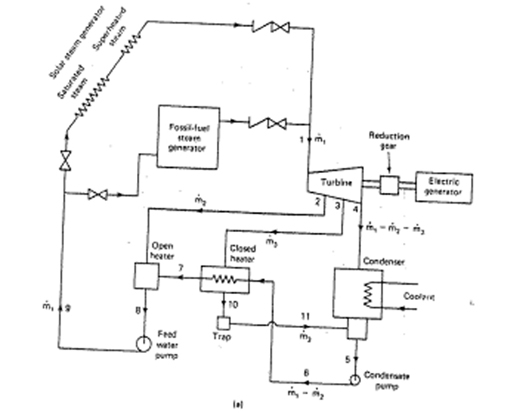 Solar steam generator
Superheated
steam
Saturated
steam
Fossil-fuel
steam
generator
1
ṁ₁
Reduction
gear
Turbine
Electric
generator
2
3
4
ṁ₂
ṁ₃
ṁ₁ − ṁ₂ − ṁ₃
Open
heater
Closed
heater
Condenser
7
Coolant
10
8
ṁ₁
9
Trap
11
ṁ₃
Feed
water
pump
5
6
ṁ₁ − ṁ₂
Condensate
pump
(a)